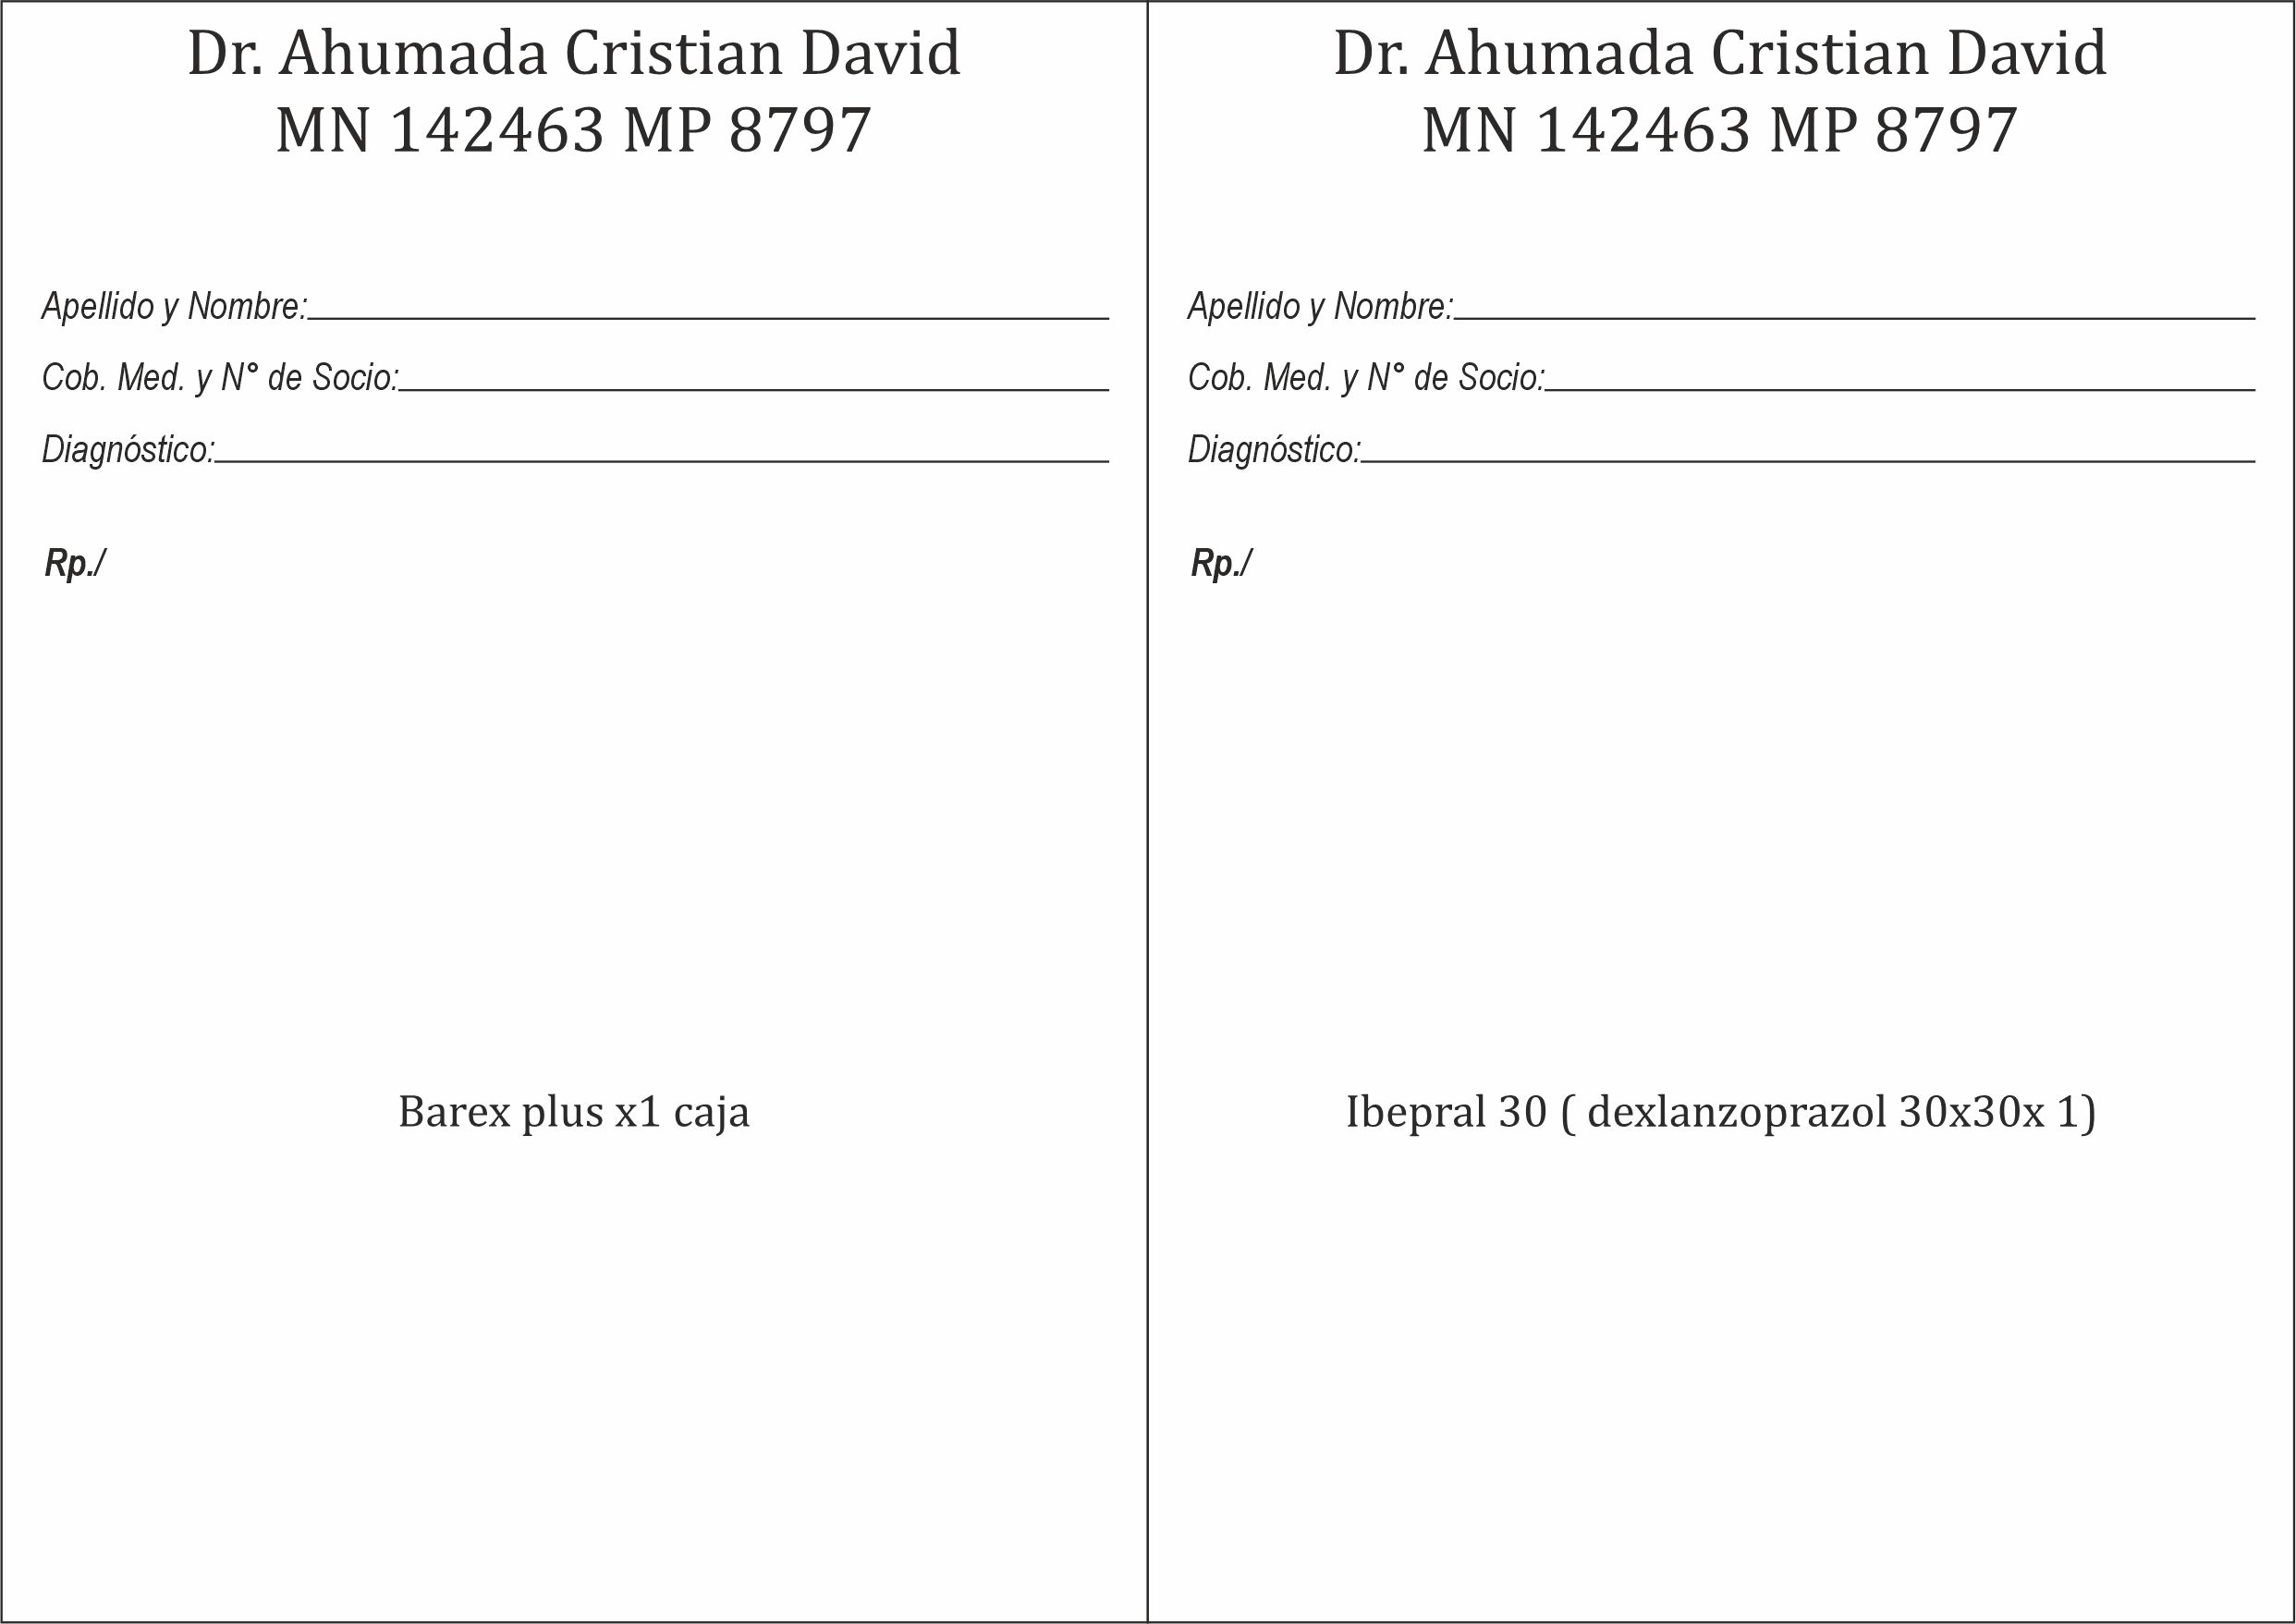 Dr. Ahumada Cristian David
MN 142463 MP 8797
Apellido y Nombre:
Cob. Med. y N° de Socio:
Diagnóstico:
Rp./
Barex plus x1 caja
Dr. Ahumada Cristian David
MN 142463 MP 8797
Apellido y Nombre:
Cob. Med. y N° de Socio:
Diagnóstico:
Rp./
Ibepral 30 ( dexlanzoprazol 30x30x 1)